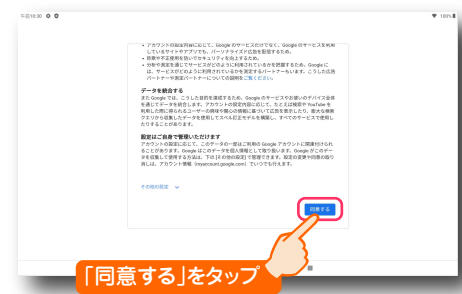 午前10:30
100%
• アカウントの設定内容に応じて、Google のサービスだけでなく、Google のサービスを利用しているサイトやアプリでも、パーソナライズド広告を配信するため。
• 詐欺や不正使用を防いでセキュリティを向上するため。
• 分析や測定を通じてサービスがどのように利用されているかを把握するため。Google には、サービスがどのように利用されているかを測定するパートナーもいます。こうした広告パートナーや測定パートナーについての説明をご覧ください。
データを統合する
また Google では、こうした目的を達成するため、Google のサービスやお使いのデバイス全体を通じてデータを統合します。アカウントの設定内容に応じて、たとえば検索や YouTube を利用した際に得られるユーザーの興味や関心の情報に基づいて広告を表示したり、膨大な検索クエリから収集したデータを使用してスペル訂正モデルを構築し、すべてのサービスで使用したりすることがあります。
設定はご自身で管理いただけます
アカウントの設定に応じて、このデータの一部はご利用の Google アカウントに関連付けられることがあります。Google はこのデータを個人情報として取り扱います。Google がこのデータを収集して使用する方法は、下の [その他の設定] で管理できます。設定の変更や同意の取り消しは、アカウント情報（myaccount.google.com）でいつでも行えます。
その他の設定
同意する
「同意する」をタップ